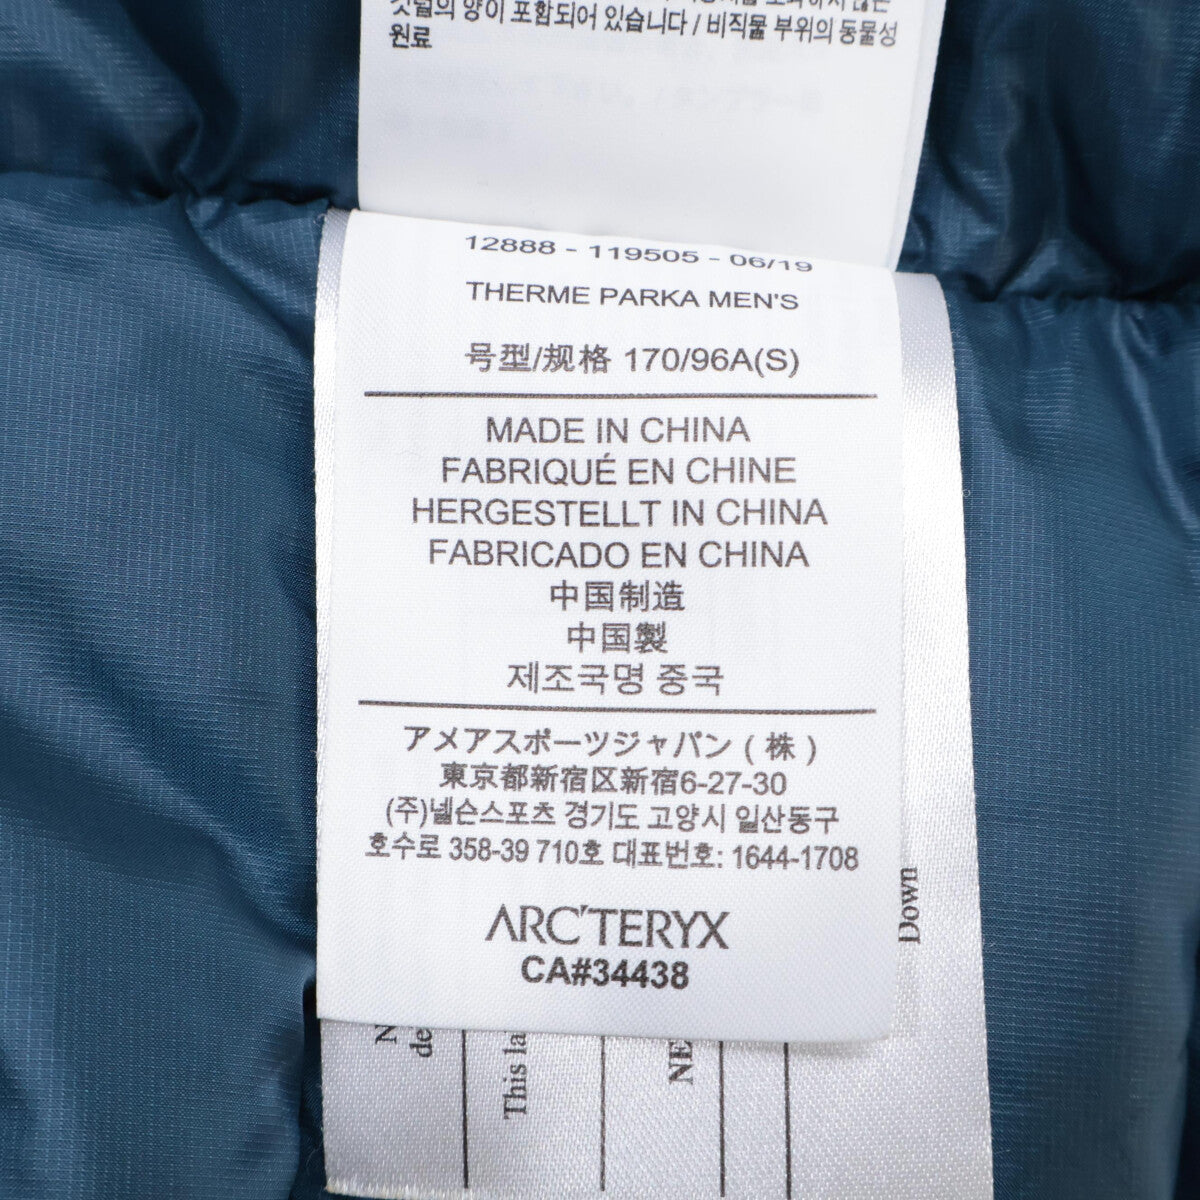 깃털의 양이 포함되어 있습니다 / 비직물 부위의 동물성
원료
12888 - 119505 - 06/19
THERME PARKA MEN'S
号型/规格 170/96A(S)
MADE IN CHINA
FABRIQUÉ EN CHINE
HERGESTELLT IN CHINA
FABRICADO EN CHINA
中国制造
中国製
제조국명 중국
アメアスポーツジャパン ( 株 )
東京都新宿区新宿6-27-30
(주)넬슨스포츠 경기도 고양시 일산동구
호수로 358-39 710호 대표번호: 1644-1708
ARC'TERYX
CA#34438
Down
This